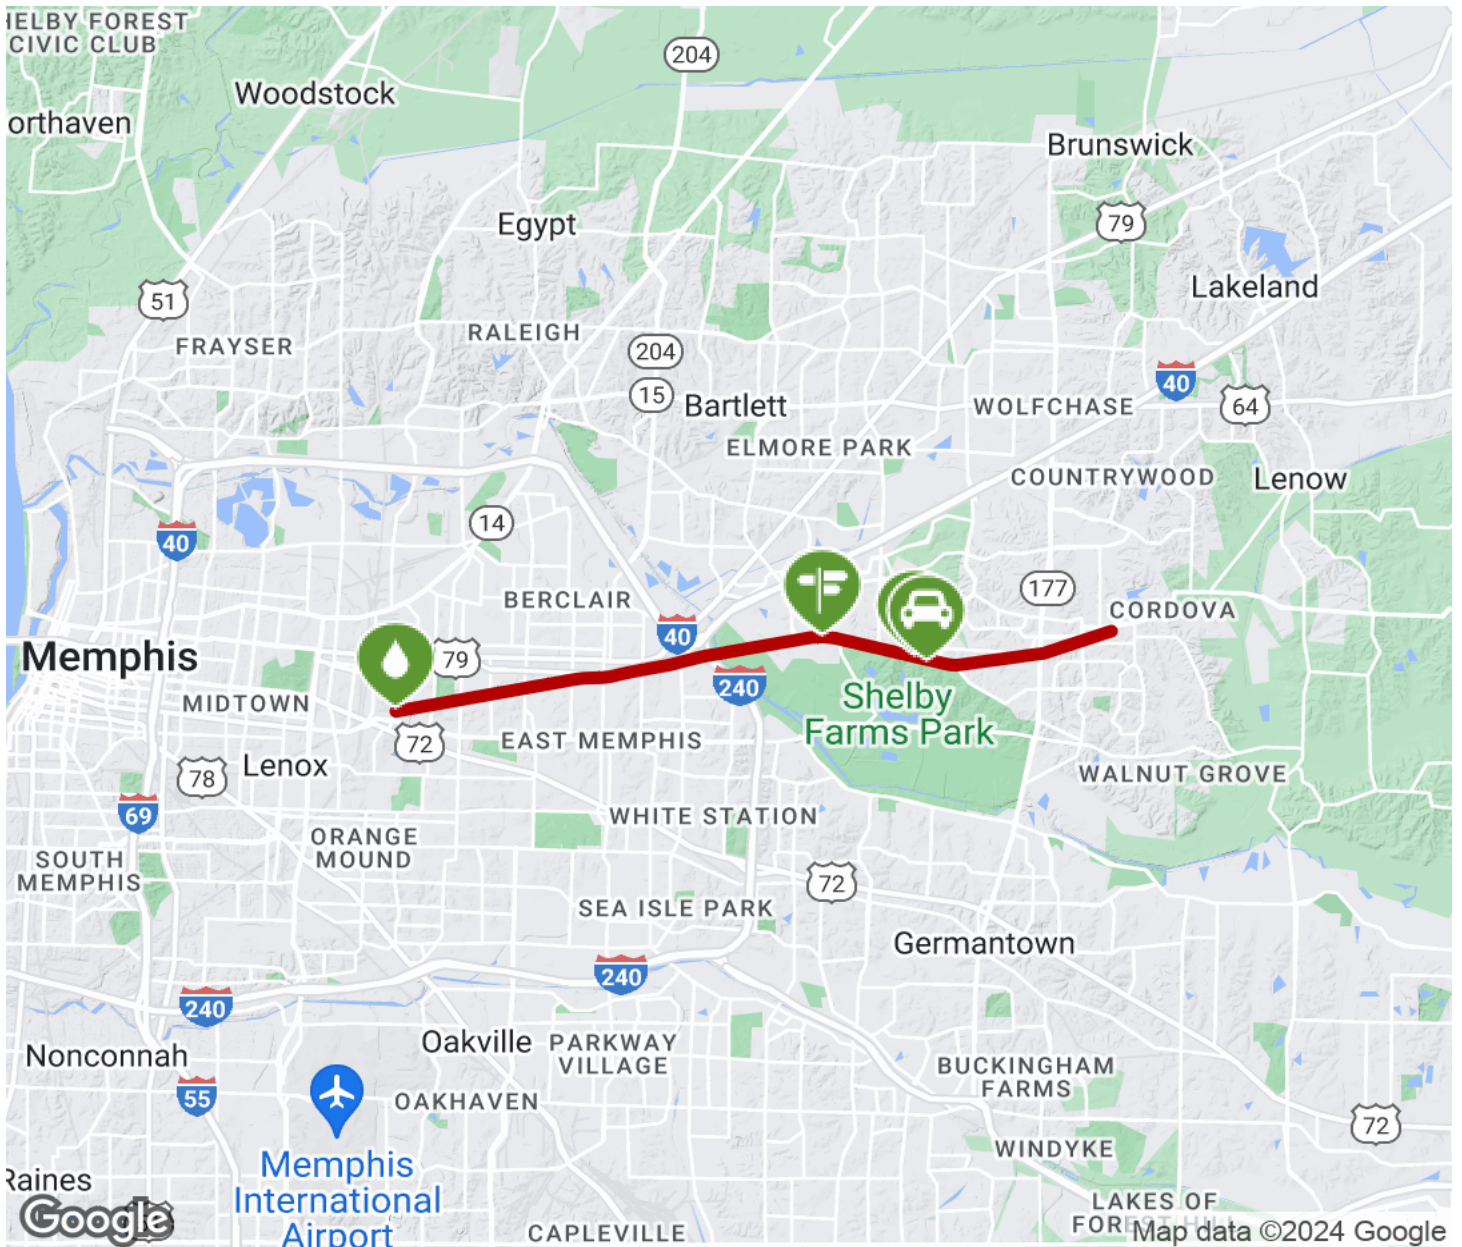 HELBY FOREST
CIVIC CLUB
204
Woodstock
orthaven
Brunswick
Egypt
79
Lakeland
51
RALEIGH
FRAYSER
204
40
15
Bartlett
WOLFCHASE
64
ELMORE PARK
COUNTRYWOOD
Lenow
14
40
177
BERCLAIR
CORDOVA
40
Memphis
79
240
MIDTOWN
Shelby
Farms Park
72
EAST MEMPHIS
Lenox
78
WALNUT GROVE
69
WHITE STATION
ORANGE
MOUND
SOUTH
MEMPHIS
72
SEA ISLE PARK
Germantown
240
240
Oakville
PARKWAY
VILLAGE
Nonconnah
BUCKINGHAM
FARMS
55
OAKHAVEN
72
WINDYKE
Memphis
International
Airport
Raines
LAKES OF
FOREST HILL
Google
CAPLEVILLE
Map data ©2024 Google